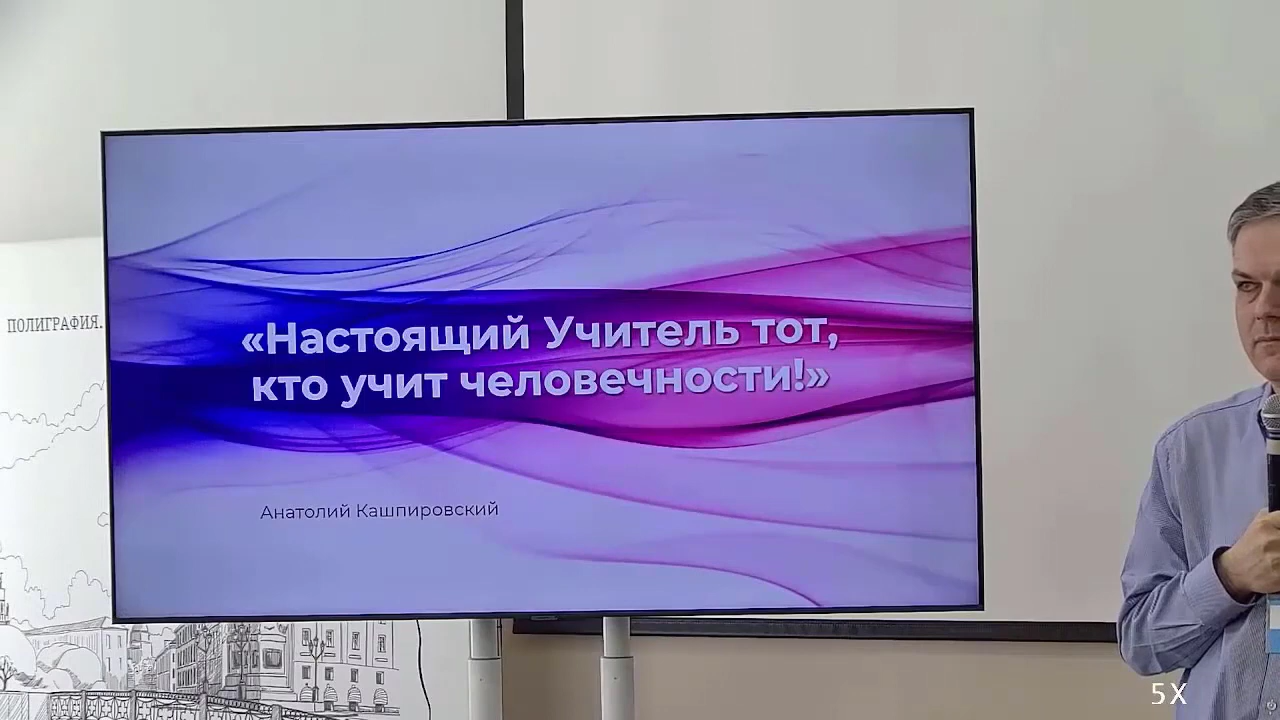 ПОЛИГРАФИЯ.
«Настоящий Учитель тот,
кто учит человечности!»
Анатолий Кашпировский
5X